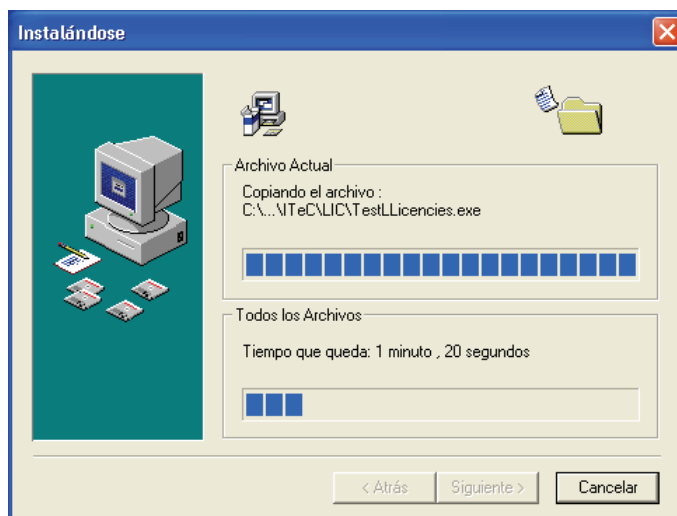 Instalándose
Archivo Actual
Copiando el archivo :
C:\...\ITeC\LIC\TestLLicencies.exe
Todos los Archivos
Tiempo que queda: 1 minuto , 20 segundos
< Atrás
Siguiente >
Cancelar